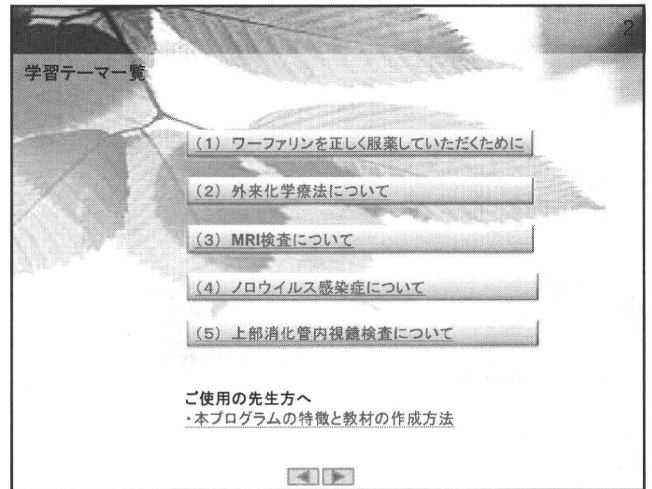 2
学習テーマ一覧
(1) ワーファリンを正しく服薬していただくために
(2) 外来化学療法について
(3) MRI検査について
(4) ノロウイルス感染症について
(5) 上部消化管内視鏡検査について
ご使用の先生方へ
・本プログラムの特徴と教材の作成方法